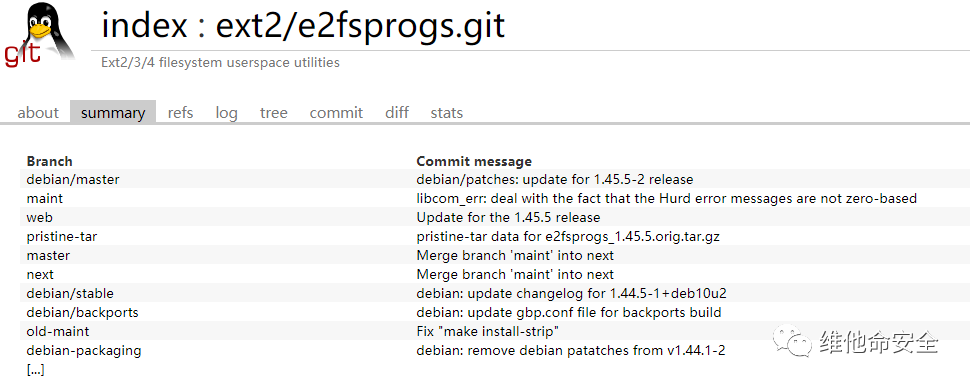 git
index : ext2/e2fsprogs.git
Ext2/3/4 filesystem userspace utilities
about summary refs log tree commit diff stats
Branch Commit message
debian/master debian/patches: update for 1.45.5-2 release
maint libcom_err: deal with the fact that the Hurd error messages are not zero-based
web Update for the 1.45.5 release
pristine-tar pristine-tar data for e2fsprogs_1.45.5.orig.tar.gz
master Merge branch 'maint' into next
next Merge branch 'maint' into next
debian/stable debian: update changelog for 1.44.5-1+deb10u2
debian/backports debian: update gbp.conf file for backports build
old-maint Fix "make install-strip"
debian-packaging debian: remove debian patatches from v1.44.1-2
[...]
维他命安全